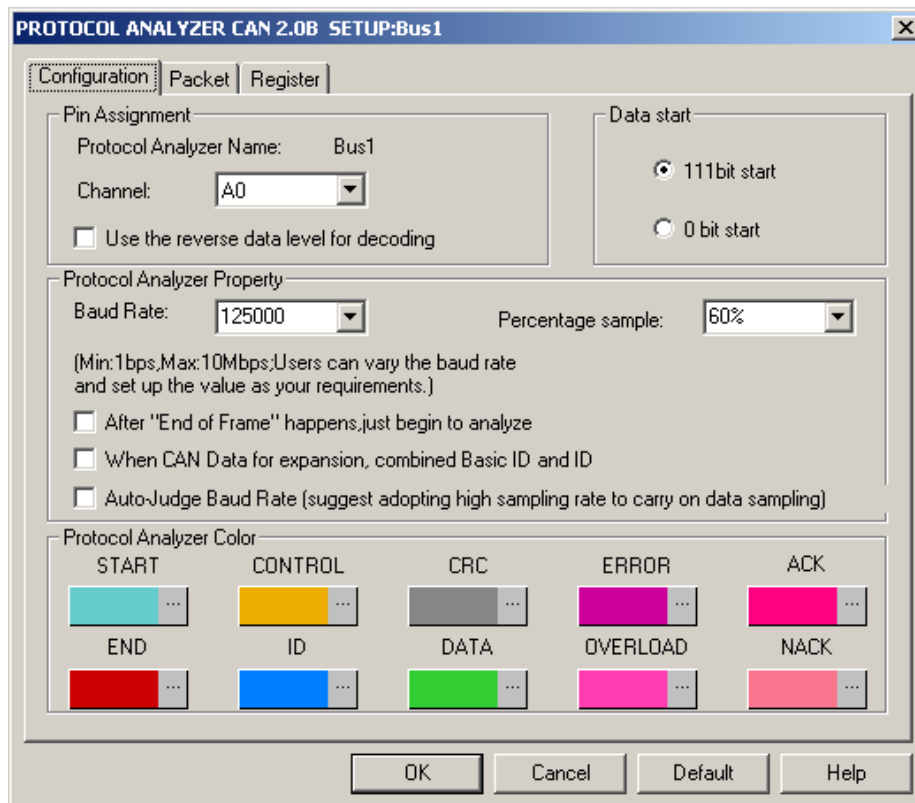 PROTOCOL ANALYZER CAN 2.0B  SETUP:Bus1
Configuration
Packet
Register
Pin Assignment
Protocol Analyzer Name: Bus1
Channel: A0
Use the reverse data level for decoding
Data start
111bit start
0 bit start
Protocol Analyzer Property
Baud Rate: 125000
Percentage sample: 60%
(Min:1bps,Max:10Mbps;Users can vary the baud rate
and set up the value as your requirements.)
After "End of Frame" happens,just begin to analyze
When CAN Data for expansion, combined Basic ID and ID
Auto-Judge Baud Rate (suggest adopting high sampling rate to carry on data sampling)
Protocol Analyzer Color
START CONTROL CRC ERROR ACK
... ... ... ... ...
END ID DATA OVERLOAD NACK
... ... ... ... ...
OK Cancel Default Help